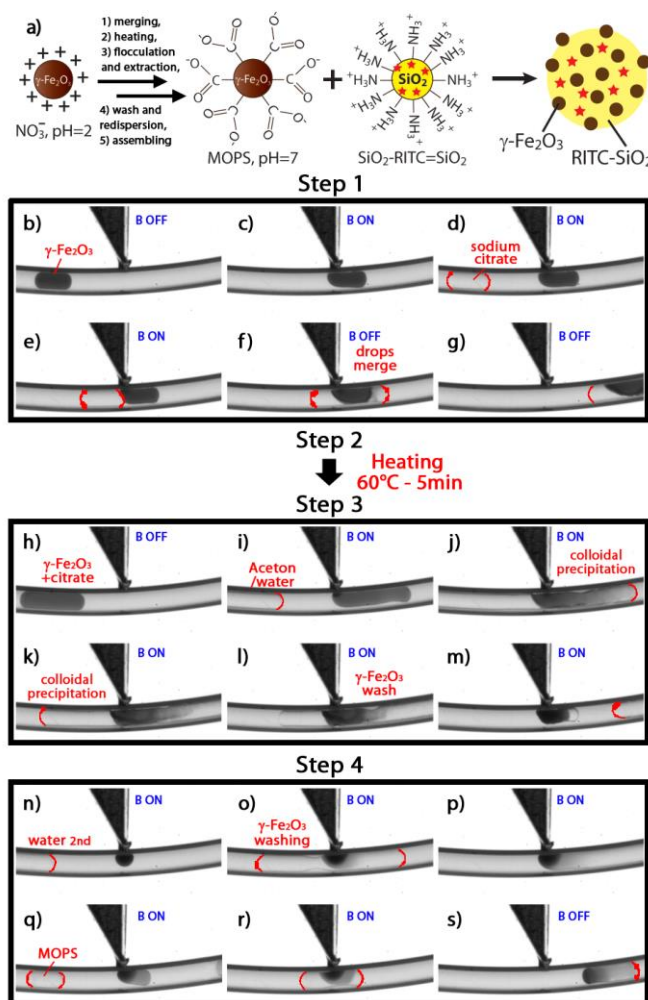 a)
γ-Fe₂O₃
NO₃⁻, pH=2
1) merging,
2) heating,
3) flocculation
and extraction,
4) wash and
redispersion,
5) assembling
γ-Fe₂O₃
MOPS, pH=7
+
SiO₂
SiO₂-RITC=SiO₂
γ-Fe₂O₃
RITC-SiO₂
Step 1
b)
B OFF
γ-Fe₂O₃
c)
B ON
d)
B ON
sodium
citrate
e)
B ON
f)
B OFF
drops
merge
g)
B OFF
Step 2
Heating
60°C - 5min
Step 3
h)
B OFF
γ-Fe₂O₃
+citrate
i)
B ON
Aceton
/water
j)
B ON
colloidal
precipitation
k)
B ON
colloidal
precipitation
l)
B ON
γ-Fe₂O₃
wash
m)
B ON
Step 4
n)
B ON
water 2nd
o)
B ON
γ-Fe₂O₃
washing
p)
B ON
q)
B ON
MOPS
r)
B ON
s)
B OFF